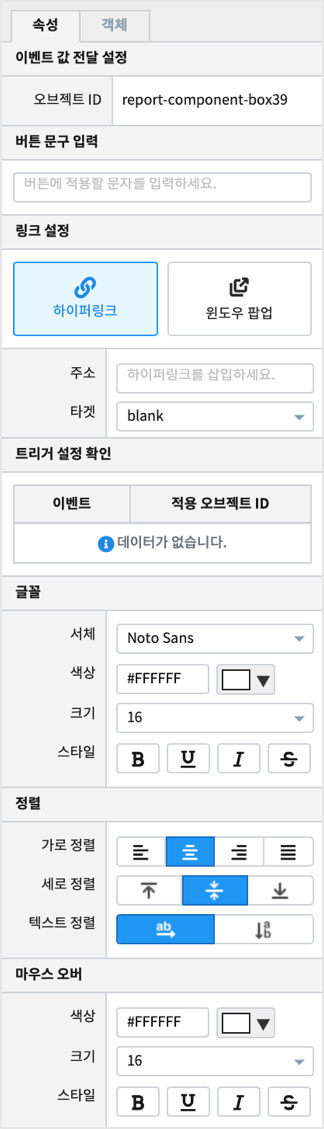 속성 객체
이벤트 값 전달 설정
오브젝트 ID report-component-box39
버튼 문구 입력
버튼에 적용할 문자를 입력하세요.
링크 설정
하이퍼링크 윈도우 팝업
주소 하이퍼링크를 삽입하세요.
타겟 blank
트리거 설정 확인
이벤트 적용 오브젝트 ID
데이터가 없습니다.
글꼴
서체 Noto Sans
색상 #FFFFFF
크기 16
스타일 B U I S
정렬
가로 정렬
세로 정렬
텍스트 정렬 ab a b
마우스 오버
색상 #FFFFFF
크기 16
스타일 B U I S